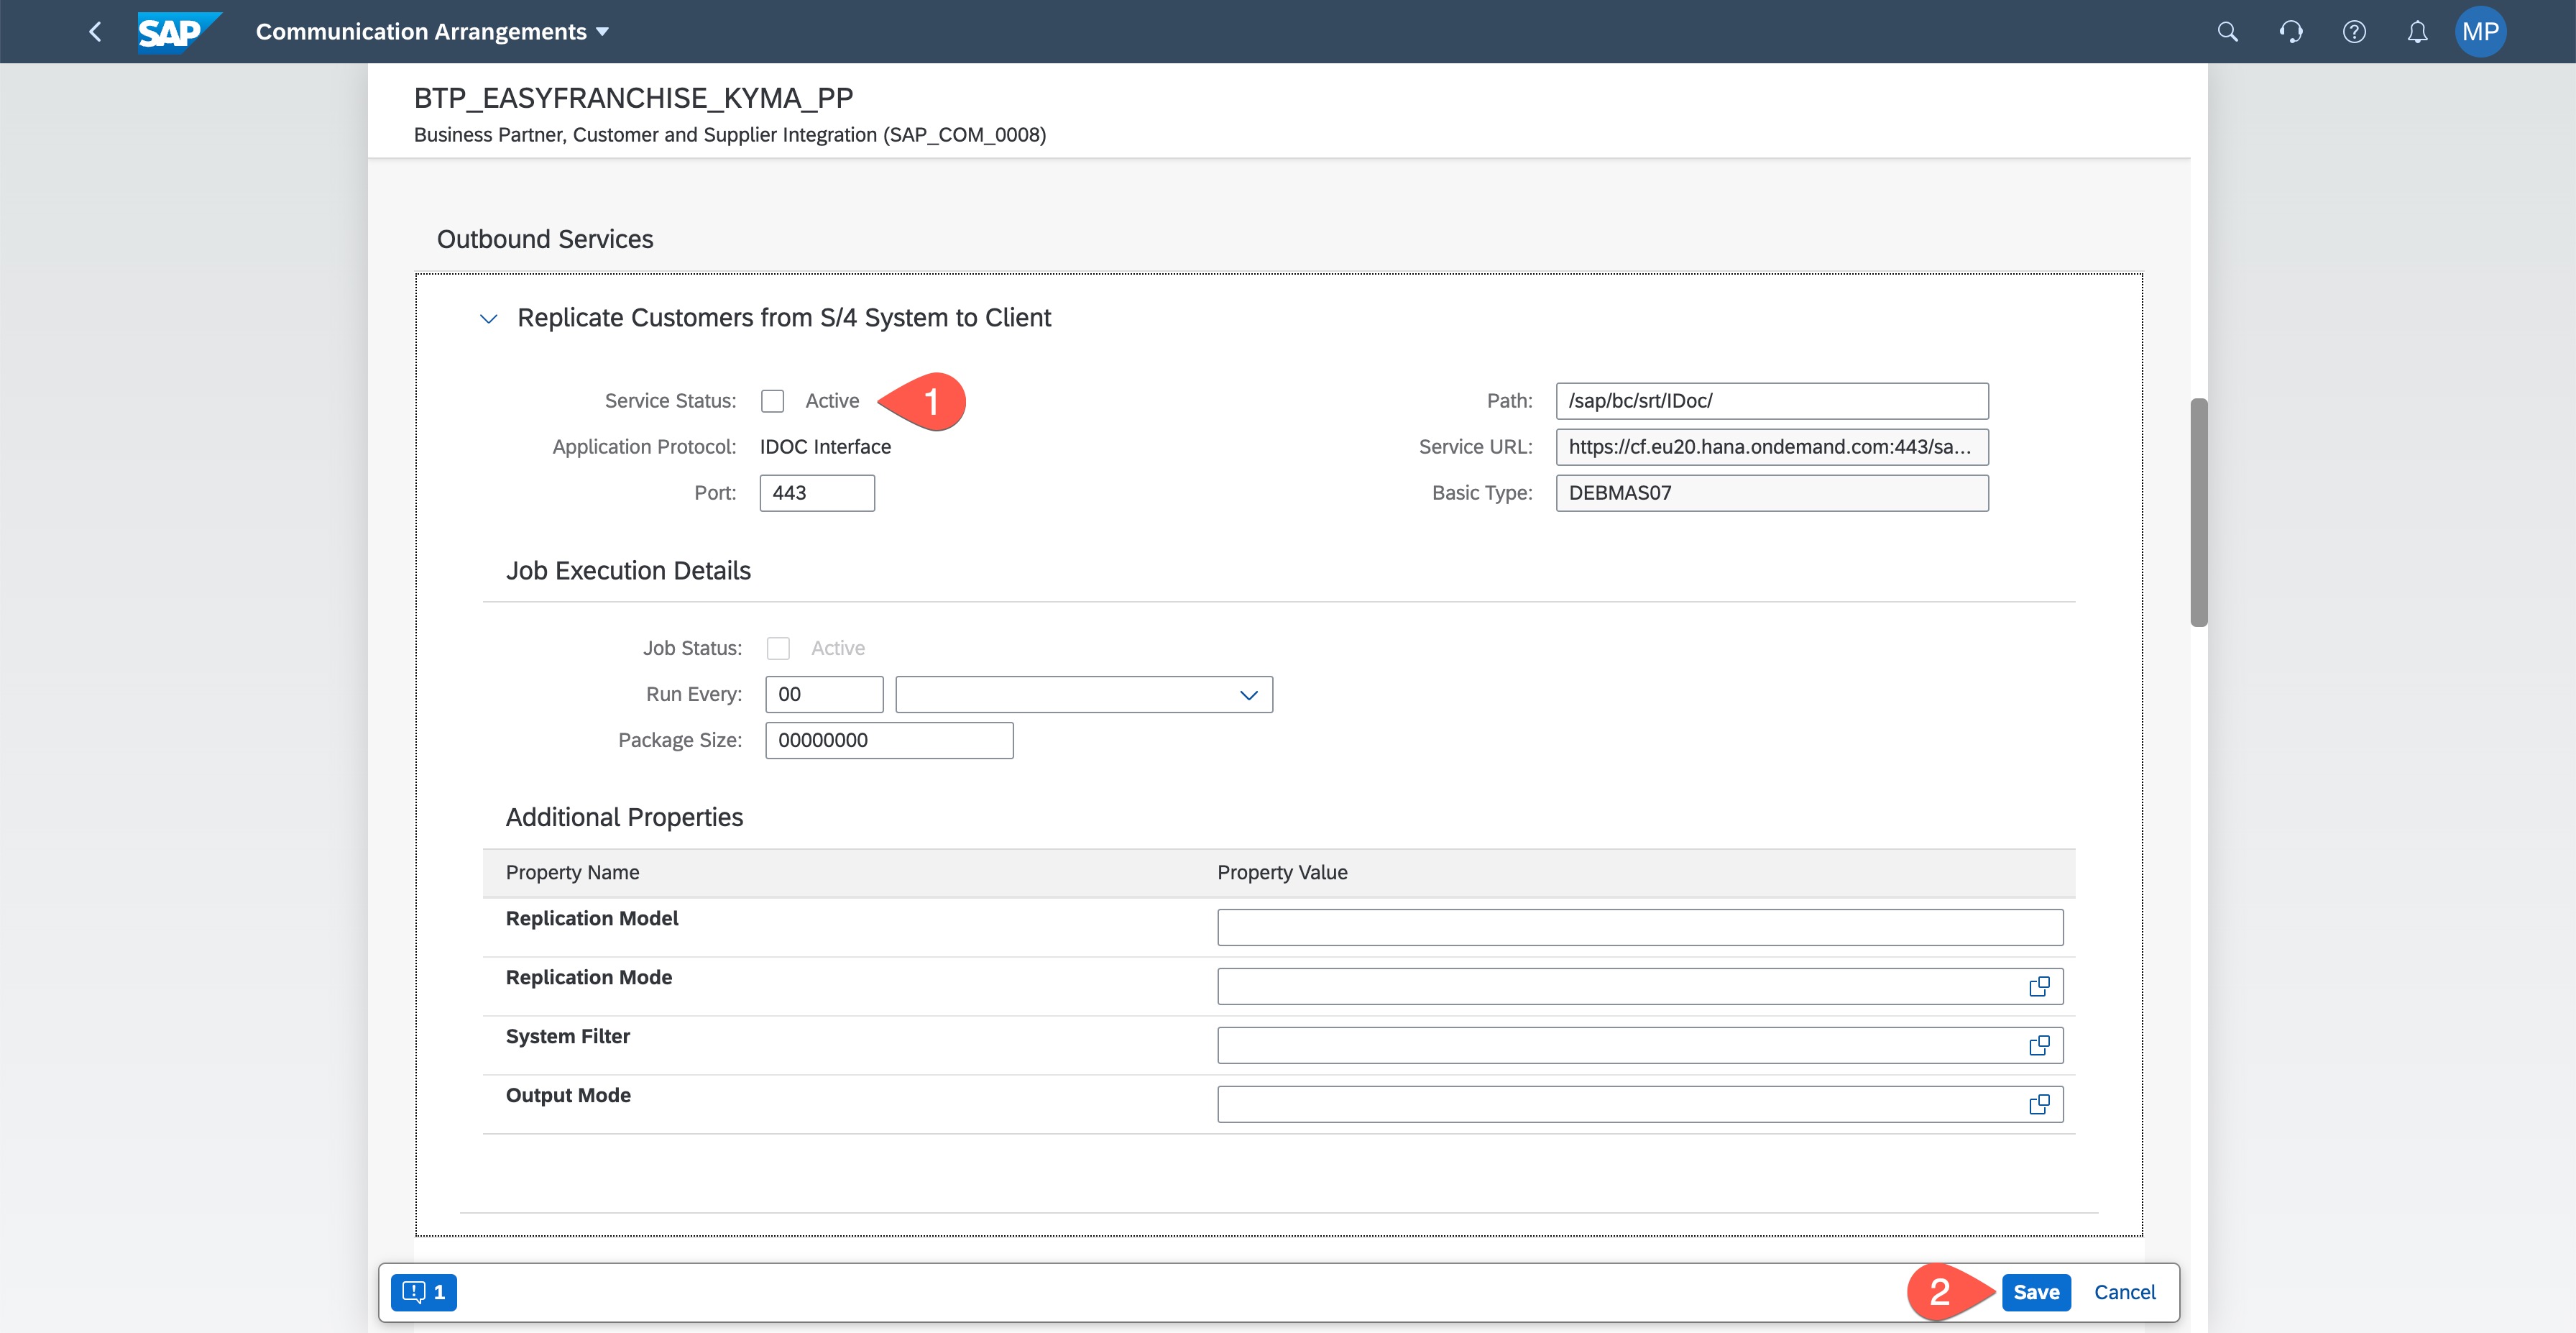 SAP Communication Arrangements MP
BTP_EASYFRANCHISE_KYMA_PP
Business Partner, Customer and Supplier Integration (SAP_COM_0008)
Outbound Services
Replicate Customers from S/4 System to Client
Service Status: Active 1 Path: /sap/bc/srt/IDoc/
Application Protocol: IDOC Interface Service URL: https://cf.eu20.hana.ondemand.com:443/sa...
Port: 443 Basic Type: DEBMAS07
Job Execution Details
Job Status: Active
Run Every: 00
Package Size: 00000000
Additional Properties
Property Name Property Value
Replication Model
Replication Mode
System Filter
Output Mode
1 2 Save Cancel